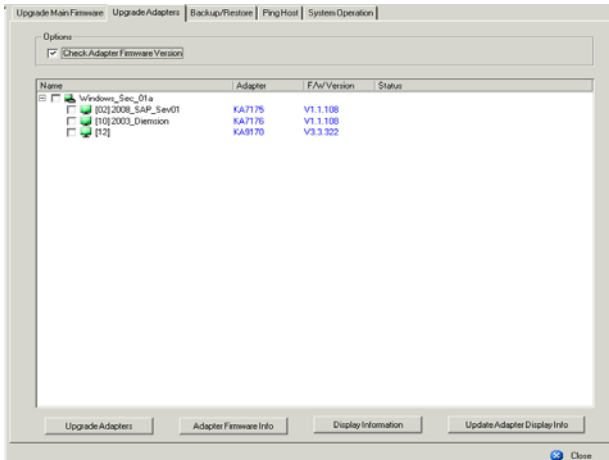 Upgrade Main Firmware Upgrade Adapters Backup/Restore Ping Host System Operation
Options
Check Adapter Firmware Version
Name Adapter F/W Version Status
Windows_Sec_01a
[02]2008_SAP_Sev01 KA7175 V1.1.108
[10]2003_Diemsion KA7176 V1.1.108
[12] KA9170 V3.3.322
Upgrade Adapters Adapter Firmware Info Display Information Update Adapter Display Info
Close